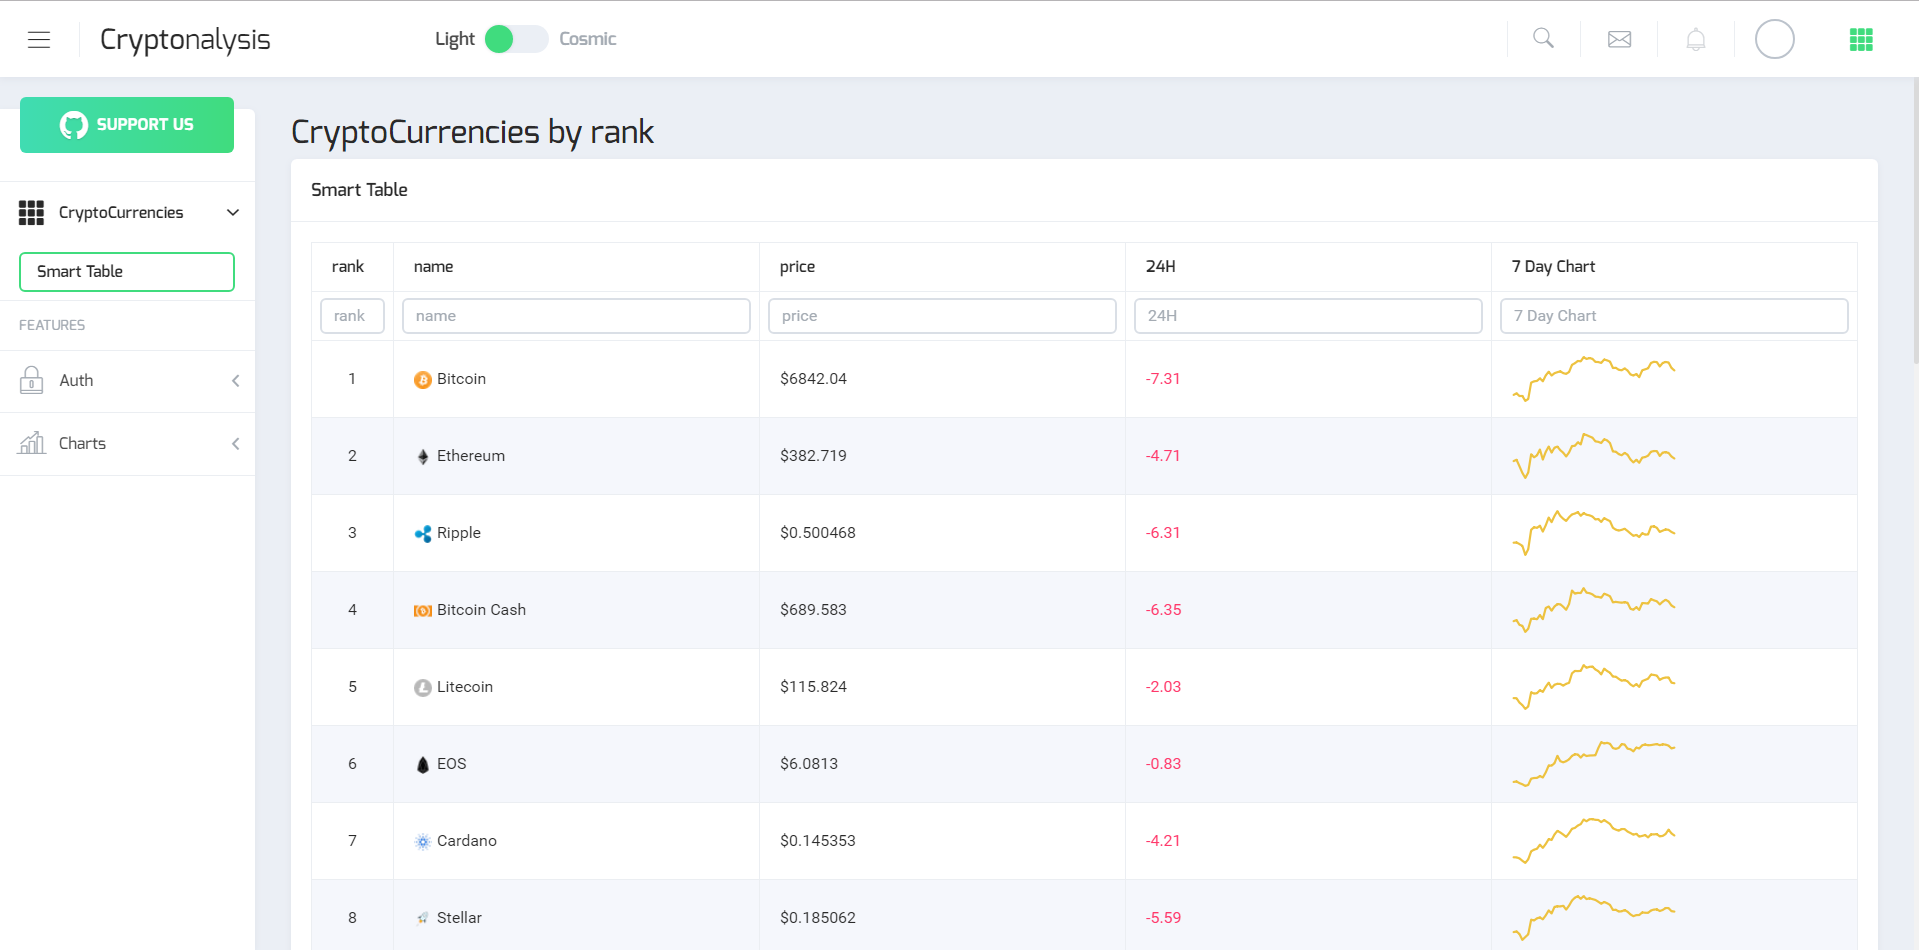 Cryptonalysis
Light Cosmic
SUPPORT US
CryptoCurrencies
Smart Table
FEATURES
Auth
Charts
CryptoCurrencies by rank
Smart Table
rank name price 24H 7 Day Chart
rank name price 24H 7 Day Chart
1 Bitcoin $6842.04 -7.31
2 Ethereum $382.719 -4.71
3 Ripple $0.500468 -6.31
4 Bitcoin Cash $689.583 -6.35
5 Litecoin $115.824 -2.03
6 EOS $6.0813 -0.83
7 Cardano $0.145353 -4.21
8 Stellar $0.185062 -5.59